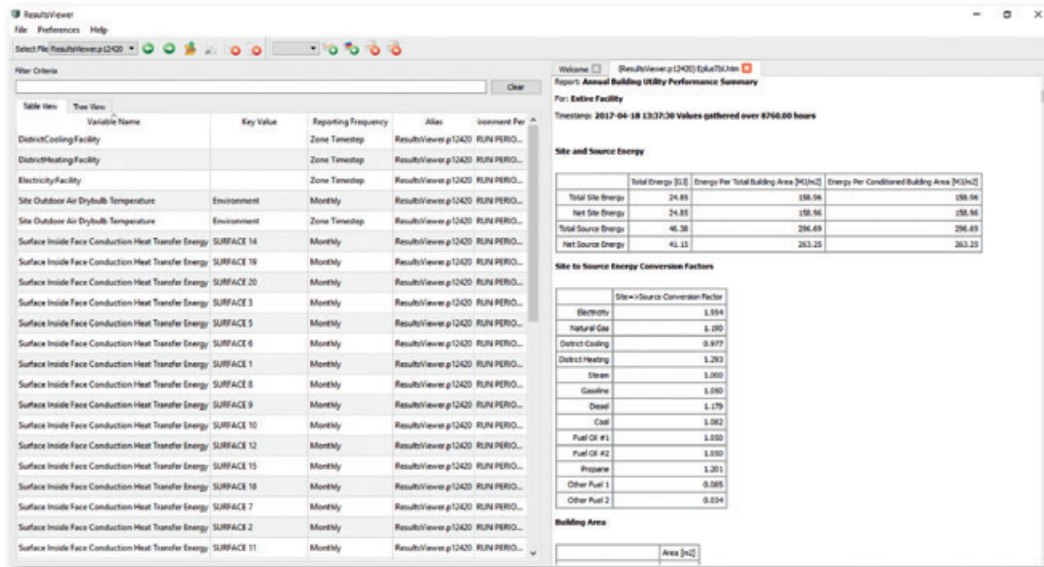 ResultsViewer
File Preferences Help
Select File ResultsViewer.p12420
Filter Criteria
Clear
Table View Tree View
Variable Name Key Value Reporting Frequency Alias ironment Per
DistrictCooling:Facility Zone Timestep ResultsViewer.p12420 RUN PERIO...
DistrictHeating:Facility Zone Timestep ResultsViewer.p12420 RUN PERIO...
Electricity:Facility Zone Timestep ResultsViewer.p12420 RUN PERIO...
Site Outdoor Air Drybulb Temperature Environment Monthly ResultsViewer.p12420 RUN PERIO...
Site Outdoor Air Drybulb Temperature Environment Zone Timestep ResultsViewer.p12420 RUN PERIO...
Surface Inside Face Conduction Heat Transfer Energy SURFACE 14 Monthly ResultsViewer.p12420 RUN PERIO...
Surface Inside Face Conduction Heat Transfer Energy SURFACE 19 Monthly ResultsViewer.p12420 RUN PERIO...
Surface Inside Face Conduction Heat Transfer Energy SURFACE 20 Monthly ResultsViewer.p12420 RUN PERIO...
Surface Inside Face Conduction Heat Transfer Energy SURFACE 3 Monthly ResultsViewer.p12420 RUN PERIO...
Surface Inside Face Conduction Heat Transfer Energy SURFACE 5 Monthly ResultsViewer.p12420 RUN PERIO...
Surface Inside Face Conduction Heat Transfer Energy SURFACE 6 Monthly ResultsViewer.p12420 RUN PERIO...
Surface Inside Face Conduction Heat Transfer Energy SURFACE 1 Monthly ResultsViewer.p12420 RUN PERIO...
Surface Inside Face Conduction Heat Transfer Energy SURFACE 8 Monthly ResultsViewer.p12420 RUN PERIO...
Surface Inside Face Conduction Heat Transfer Energy SURFACE 9 Monthly ResultsViewer.p12420 RUN PERIO...
Surface Inside Face Conduction Heat Transfer Energy SURFACE 10 Monthly ResultsViewer.p12420 RUN PERIO...
Surface Inside Face Conduction Heat Transfer Energy SURFACE 12 Monthly ResultsViewer.p12420 RUN PERIO...
Surface Inside Face Conduction Heat Transfer Energy SURFACE 15 Monthly ResultsViewer.p12420 RUN PERIO...
Surface Inside Face Conduction Heat Transfer Energy SURFACE 18 Monthly ResultsViewer.p12420 RUN PERIO...
Surface Inside Face Conduction Heat Transfer Energy SURFACE 7 Monthly ResultsViewer.p12420 RUN PERIO...
Surface Inside Face Conduction Heat Transfer Energy SURFACE 2 Monthly ResultsViewer.p12420 RUN PERIO...
Surface Inside Face Conduction Heat Transfer Energy SURFACE 11 Monthly ResultsViewer.p12420 RUN PERIO...
Welcome (ResultsViewer.p12420) EplusTbl.htm
Report: Annual Building Utility Performance Summary
For: Entire Facility
Timestamp: 2017-04-18 13:37:30 Values gathered over 8760.00 hours
Site and Source Energy
Total Energy [GJ] Energy Per Total Building Area [MJ/m2] Energy Per Conditioned Building Area [MJ/m2]
Total Site Energy 24.85 158.96 158.96
Net Site Energy 24.85 158.96 158.96
Total Source Energy 46.38 296.69 296.69
Net Source Energy 41.15 263.25 263.25
Site to Source Energy Conversion Factors
Site=>Source Conversion Factor
Electricity
Natural Gas
District Cooling 0.977
District Heating 1.293
Steam 1.000
Gasoline 1.050
Diesel 1.179
Coal 1.082
Fuel Oil #1 1.050
Fuel Oil #2 1.050
Propane 1.201
Other Fuel 1 0.085
Other Fuel 2 0.034
Building Area
Area [m2]